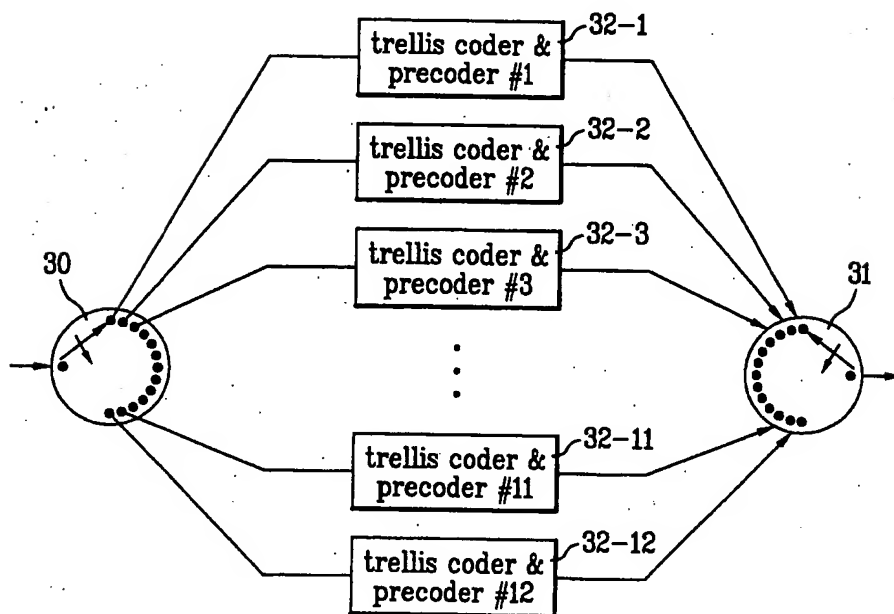 32-1
trellis coder &
precoder #1
32-2
trellis coder &
precoder #2
32-3
trellis coder &
precoder #3
30
31
32-11
trellis coder &
precoder #11
32-12
trellis coder &
precoder #12